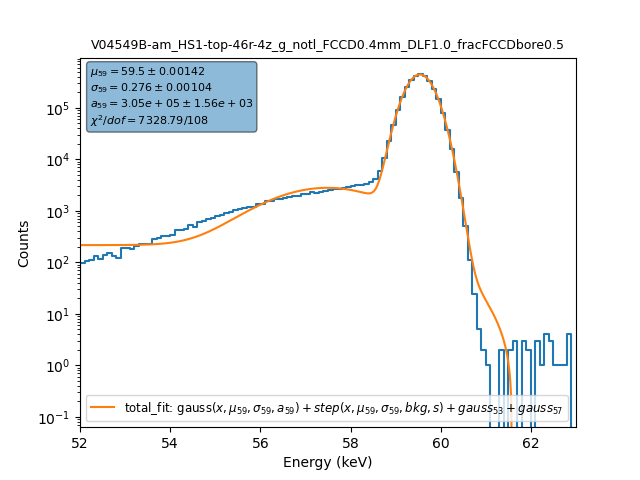 V04549B-am_HS1-top-46r-4z_g_notl_FCCD0.4mm_DLF1.0_fracFCCDbore0.5
μ₅₉ = 59.5 ± 0.00142
σ₅₉ = 0.276 ± 0.00104
a₅₉ = 3.05e + 05 ± 1.56e + 03
χ²/dof = 7328.79/108
Counts
10⁵
10⁴
10³
10²
10¹
10⁰
10⁻¹
total_fit: gauss(x, μ₅₉, σ₅₉, a₅₉) + step(x, μ₅₉, σ₅₉, bkg, s) + gauss₅₃ + gauss₅₇
52 54 56 58 60 62
Energy (keV)